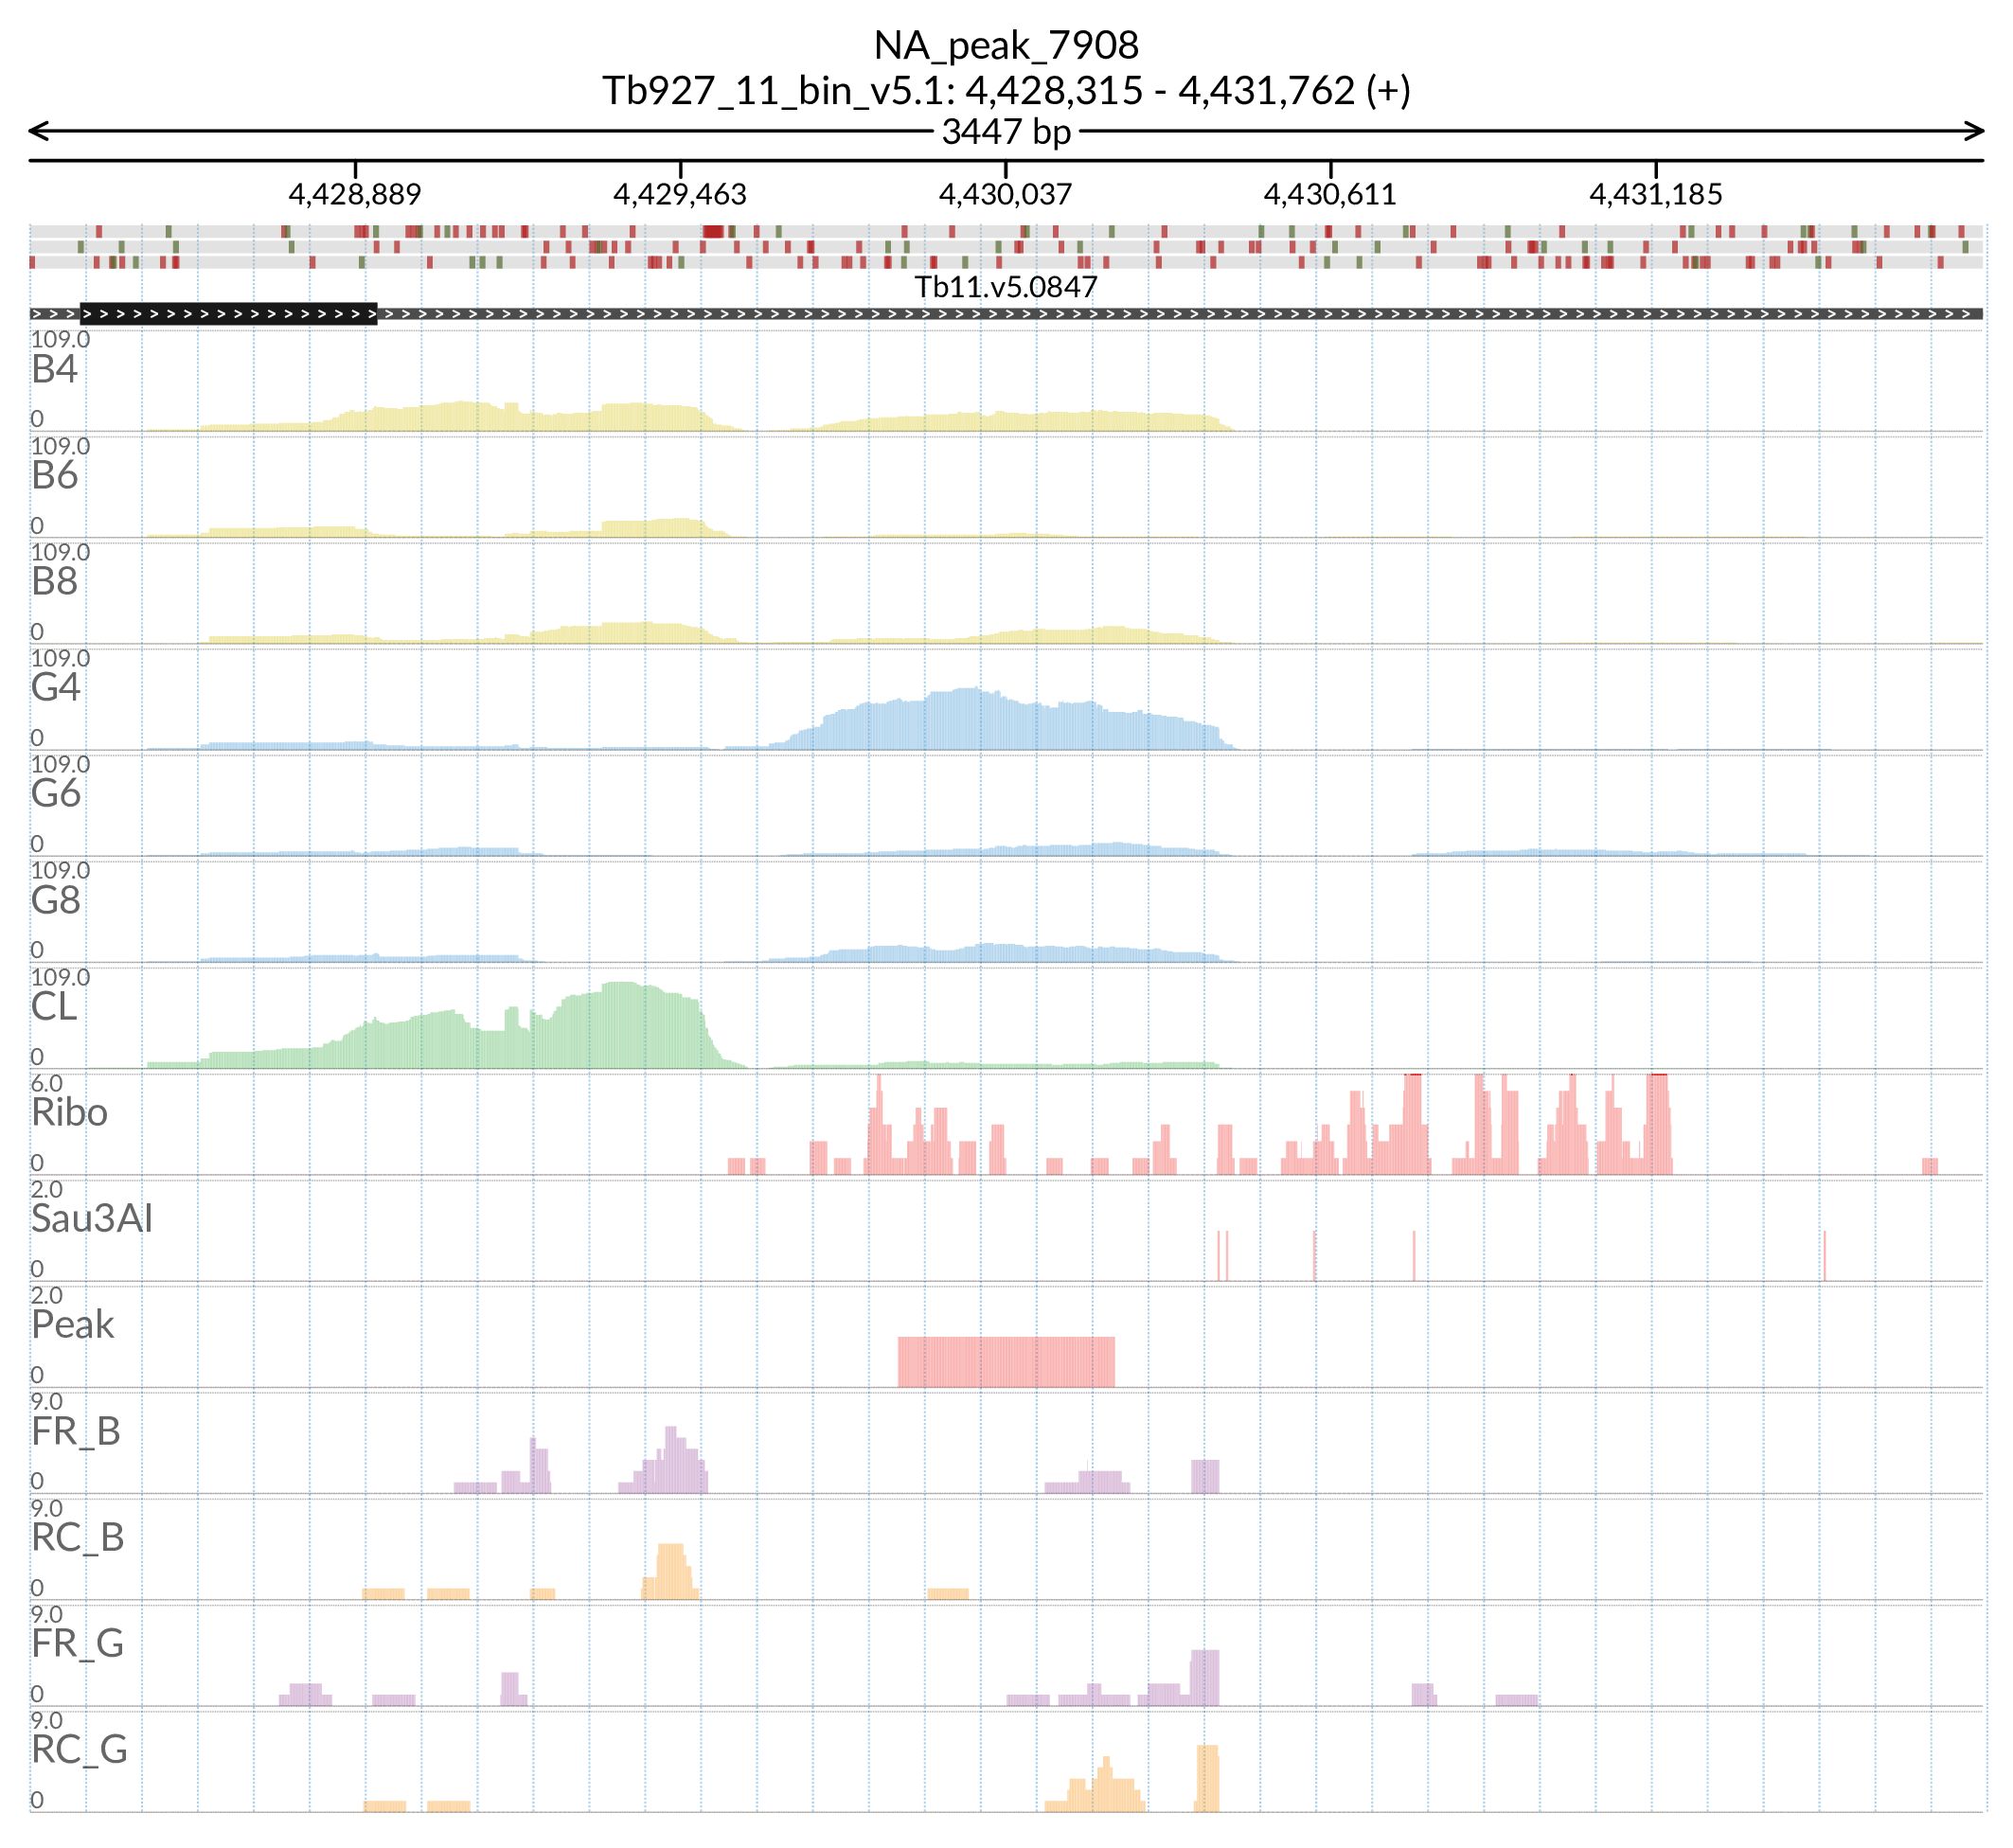 NA_peak_7908
Tb927_11_bin_v5.1: 4,428,315 - 4,431,762 (+)
3447 bp
4,428,889 4,429,463 4,430,037 4,430,611 4,431,185
Tb11.v5.0847
109.0
B4
0
109.0
B6
0
109.0
B8
0
109.0
G4
0
109.0
G6
0
109.0
G8
0
109.0
CL
0
6.0
Ribo
0
2.0
Sau3AI
0
2.0
Peak
0
9.0
FR_B
0
9.0
RC_B
0
9.0
FR_G
0
9.0
RC_G
0